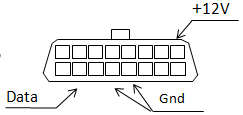 +12V
Data
Gnd